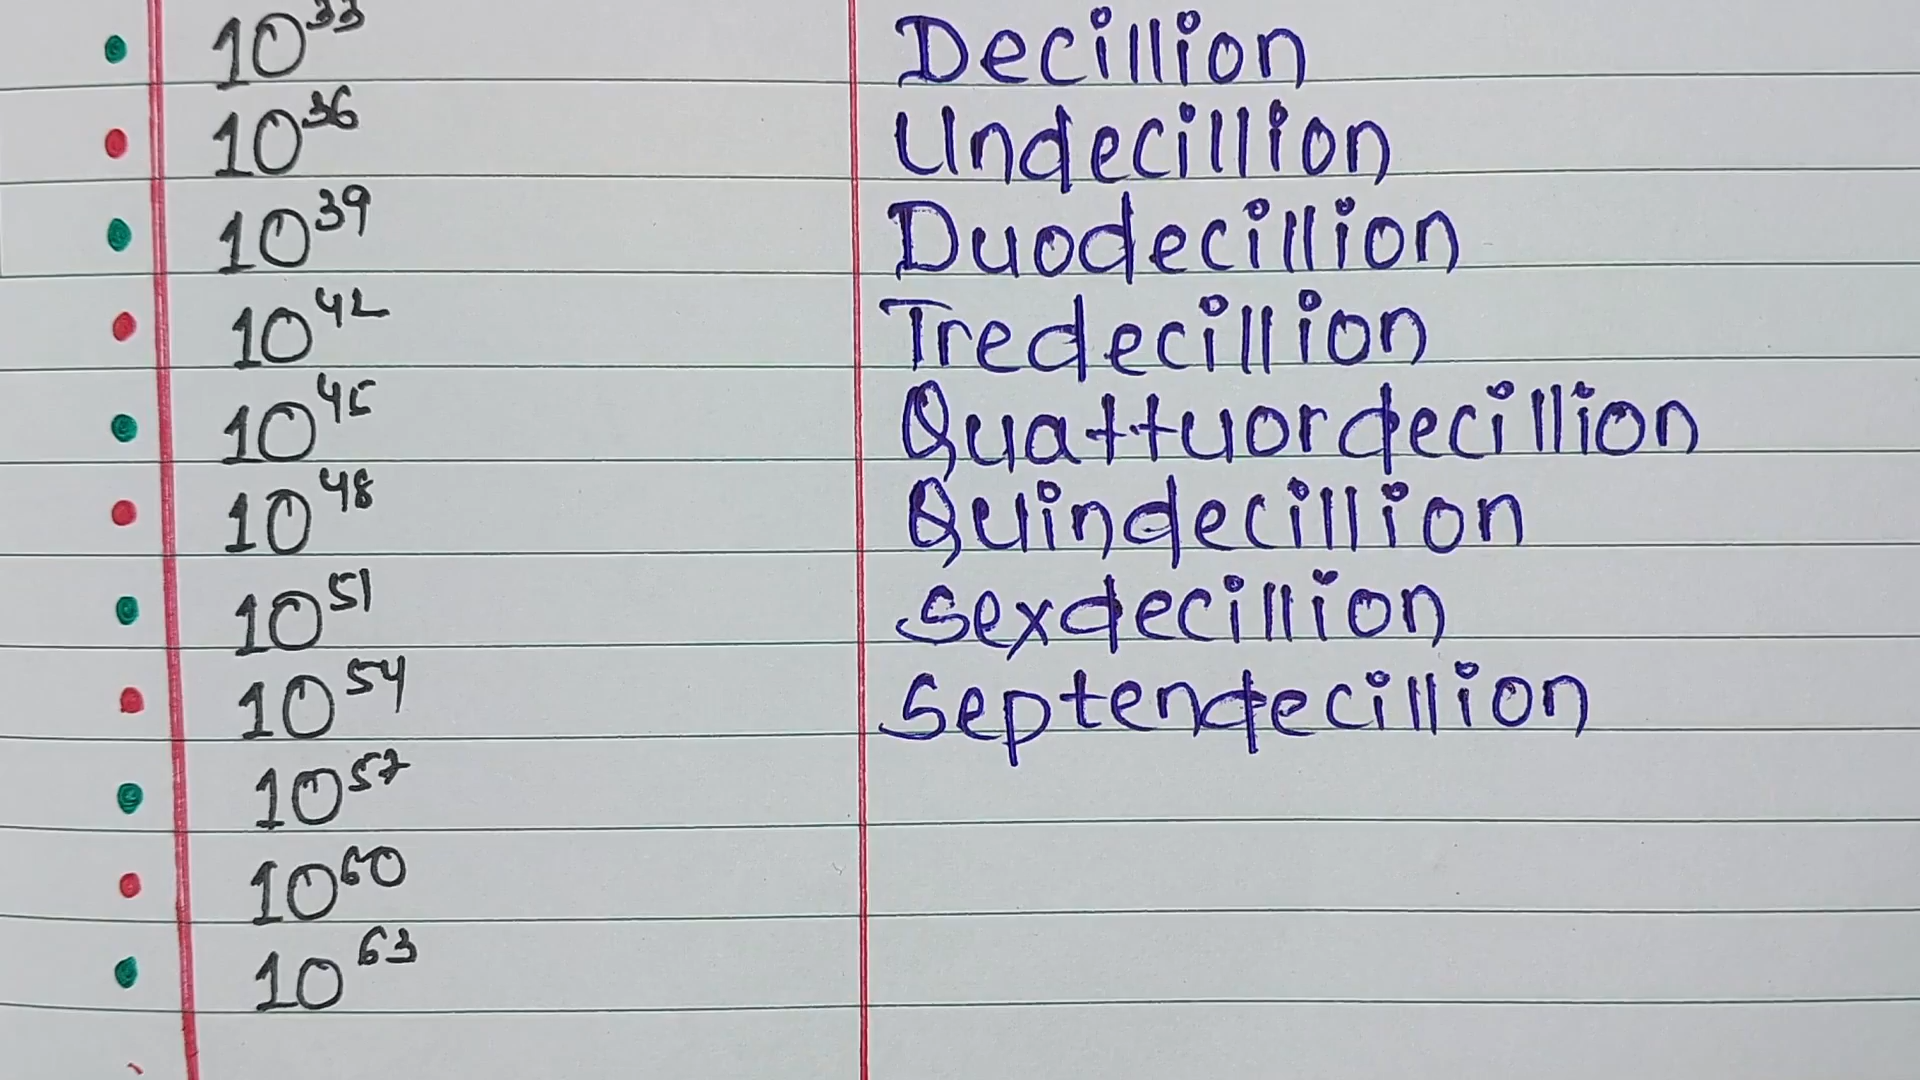 10³³ Decillion
10³⁶ Undecillion
10³⁹ Duodecillion
10⁴² Tredecillion
10⁴⁵ Quattuordecillion
10⁴⁸ Quindecillion
10⁵¹ Sexdecillion
10⁵⁴ Septendecillion
10⁵⁷
10⁶⁰
10⁶³